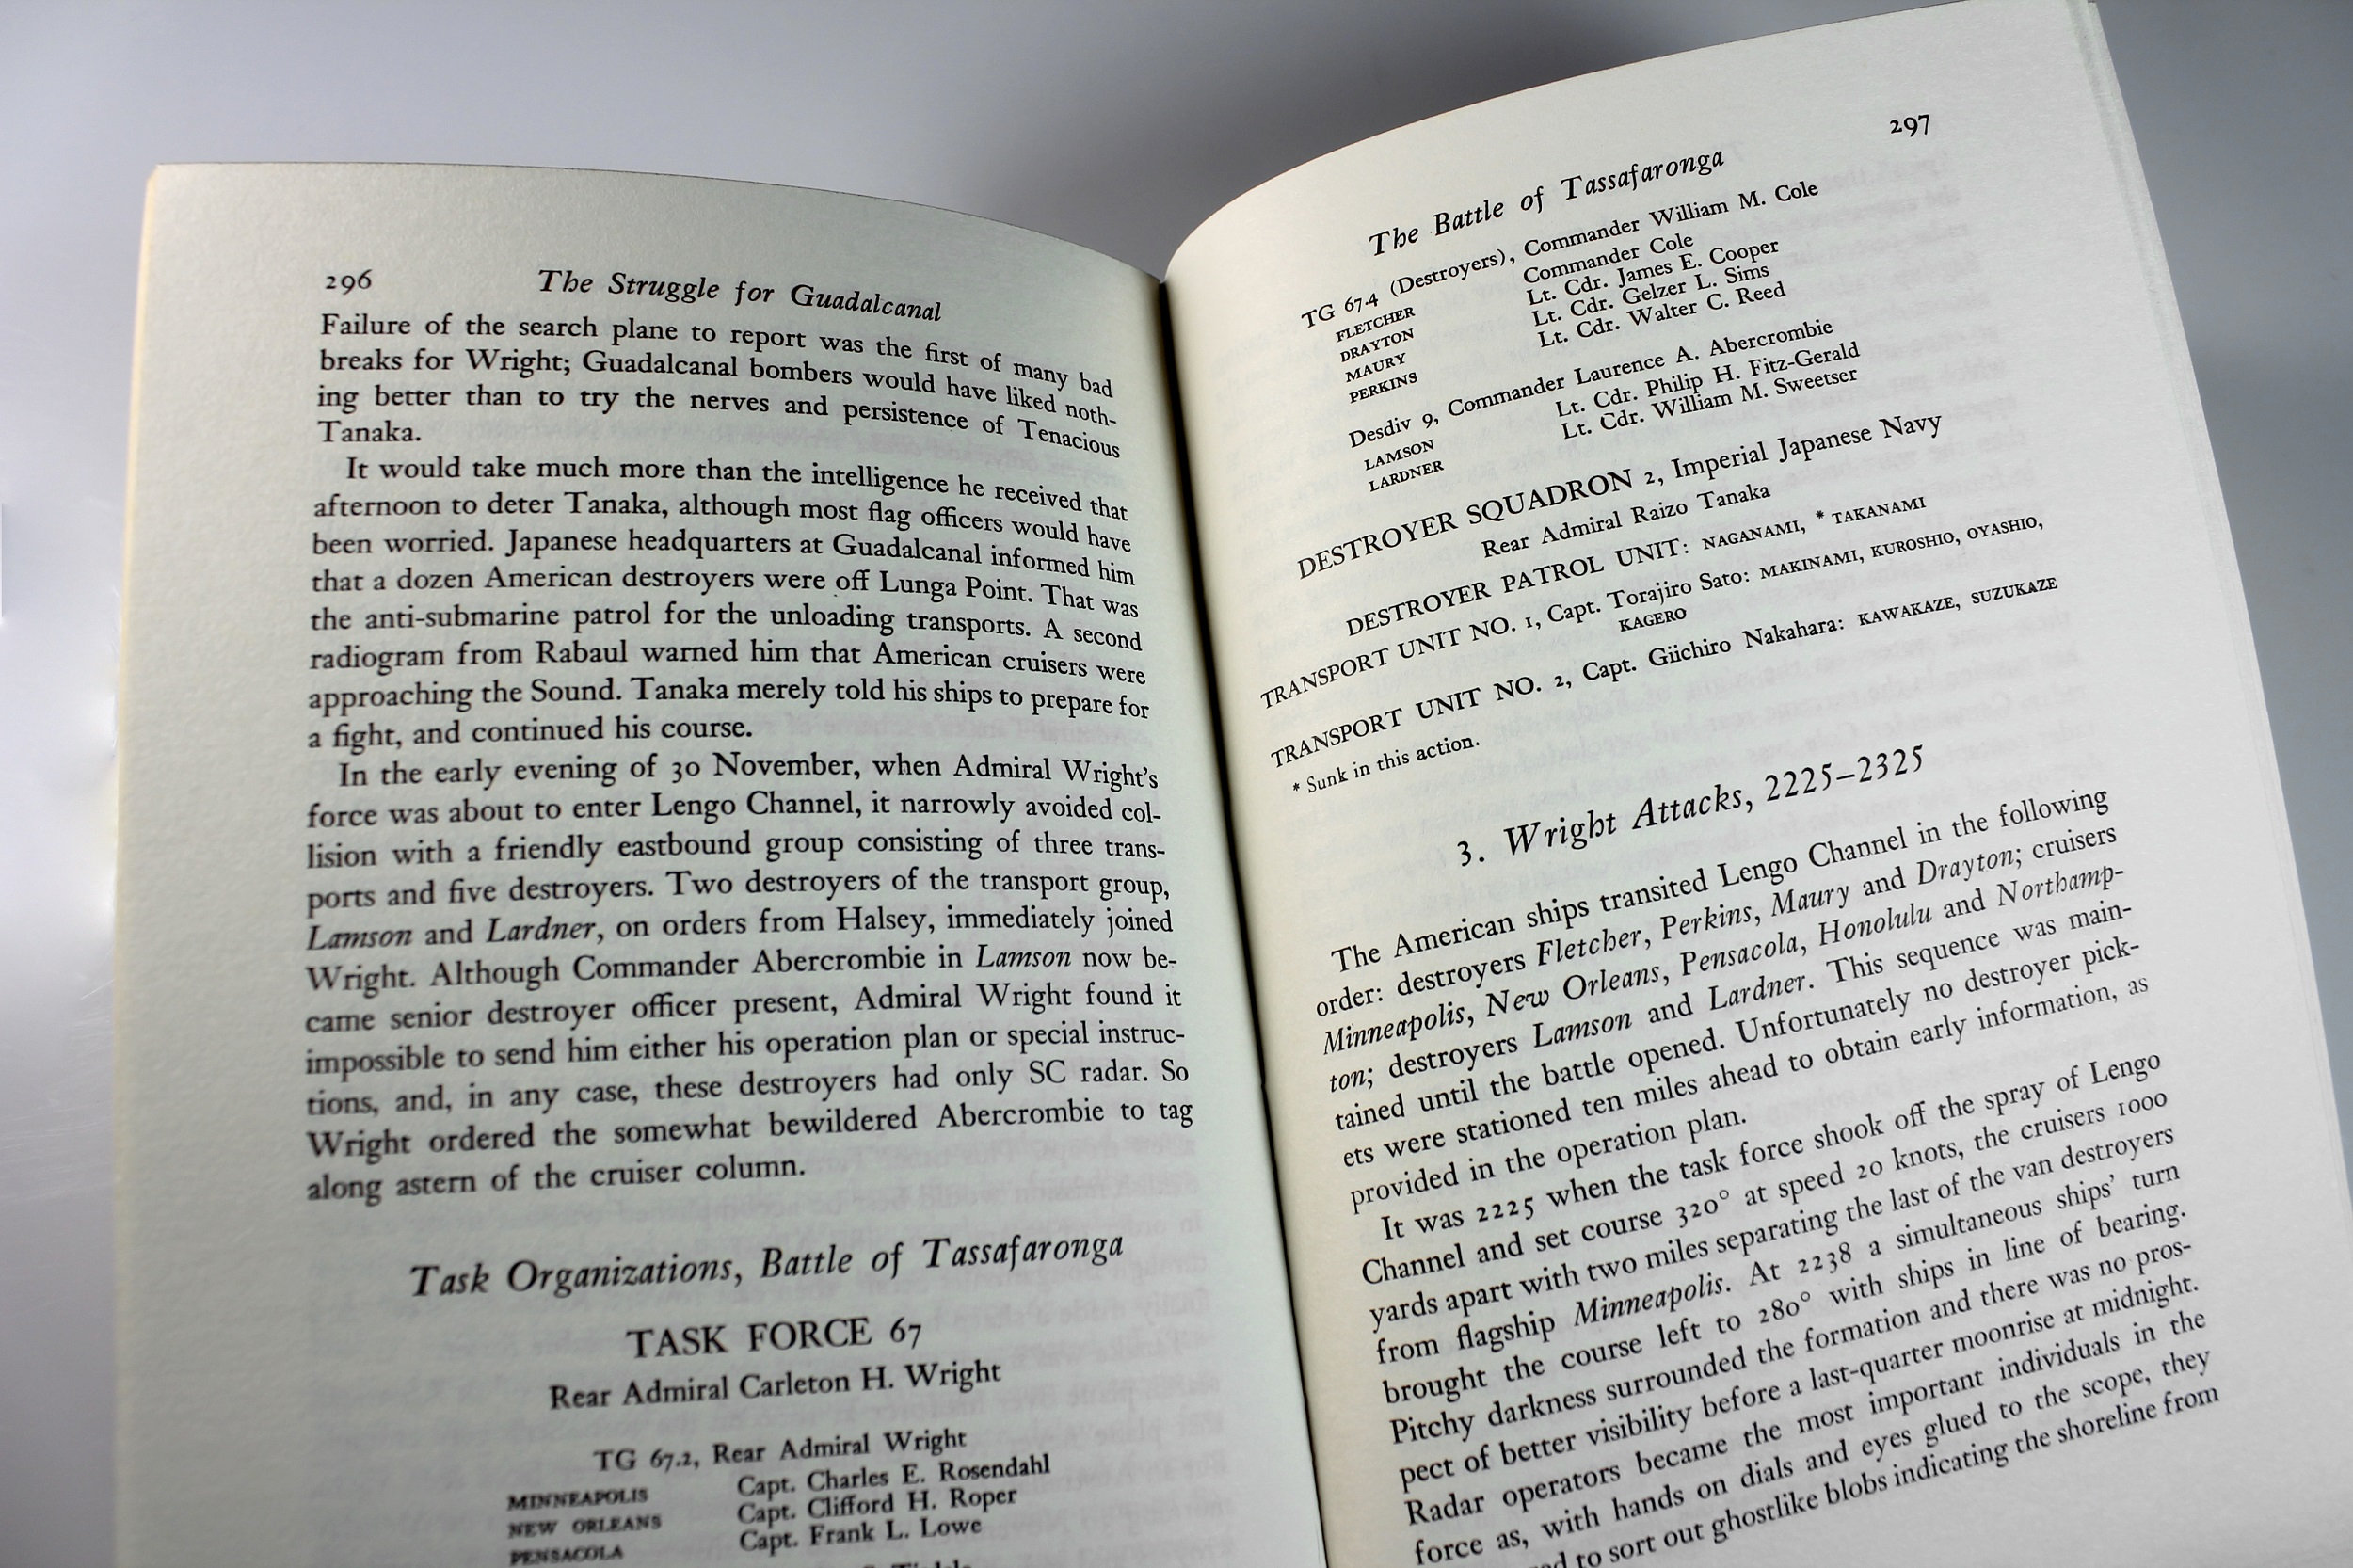 296
The Struggle for Guadalcanal
Failure of the search plane to report was the first of many bad
breaks for Wright; Guadalcanal bombers would have liked noth-
ing better than to try the nerves and persistence of Tenacious
Tanaka.
It would take much more than the intelligence he received that
afternoon to deter Tanaka, although most flag officers would have
been worried. Japanese headquarters at Guadalcanal informed him
that a dozen American destroyers were off Lunga Point. That was
the anti-submarine patrol for the unloading transports. A second
radiogram from Rabaul warned him that American cruisers were
approaching the Sound. Tanaka merely told his ships to prepare for
a fight, and continued his course.
In the early evening of 30 November, when Admiral Wright's
force was about to enter Lengo Channel, it narrowly avoided col-
lision with a friendly eastbound group consisting of three trans-
ports and five destroyers. Two destroyers of the transport group,
Lamson and Lardner, on orders from Halsey, immediately joined
Wright. Although Commander Abercrombie in Lamson now be-
came senior destroyer officer present, Admiral Wright found it
impossible to send him either his operation plan or special instruc-
tions, and, in any case, these destroyers had only SC radar. So
Wright ordered the somewhat bewildered Abercrombie to tag
along astern of the cruiser column.
Task Organizations, Battle of Tassafaronga
TASK FORCE 67
Rear Admiral Carleton H. Wright
TG 67.2, Rear Admiral Wright
MINNEAPOLIS Capt. Charles E. Rosendahl
NEW ORLEANS Capt. Clifford H. Roper
PENSACOLA Capt. Frank L. Lowe
297
The Battle of Tassafaronga
TG 67.4 (Destroyers), Commander William M. Cole
FLETCHER Commander Cole
DRAYTON Lt. Cdr. James E. Cooper
MAURY Lt. Cdr. Gelzer L. Sims
PERKINS Lt. Cdr. Walter C. Reed
Desdiv 9, Commander Laurence A. Abercrombie
LAMSON Lt. Cdr. Philip H. Fitz-Gerald
LARDNER Lt. Cdr. William M. Sweetser
DESTROYER SQUADRON 2, Imperial Japanese Navy
Rear Admiral Raizo Tanaka
DESTROYER PATROL UNIT: NAGANAMI, * TAKANAMI
TRANSPORT UNIT NO. 1, Capt. Torajiro Sato: MAKINAMI, KUROSHIO, OYASHIO,
KAGERO
TRANSPORT UNIT NO. 2, Capt. Giichiro Nakahara: KAWAKAZE, SUZUKAZE
* Sunk in this action.
3. Wright Attacks, 2225–2325
The American ships transited Lengo Channel in the following
order: destroyers Fletcher, Perkins, Maury and Drayton; cruisers
Minneapolis, New Orleans, Pensacola, Honolulu and Northamp-
ton; destroyers Lamson and Lardner. This sequence was main-
tained until the battle opened. Unfortunately no destroyer pick-
ets were stationed ten miles ahead to obtain early information, as
provided in the operation plan.
It was 2225 when the task force shook off the spray of Lengo
Channel and set course 320° at speed 20 knots, the cruisers 1000
yards apart with two miles separating the last of the van destroyers
from flagship Minneapolis. At 2238 a simultaneous ships' turn
brought the course left to 280° with ships in line of bearing.
Pitchy darkness surrounded the formation and there was no pros-
pect of better visibility before a last-quarter moonrise at midnight.
Radar operators became the most important individuals in the
force as, with hands on dials and eyes glued to the scope, they
to sort out ghostlike blobs indicating the shoreline from